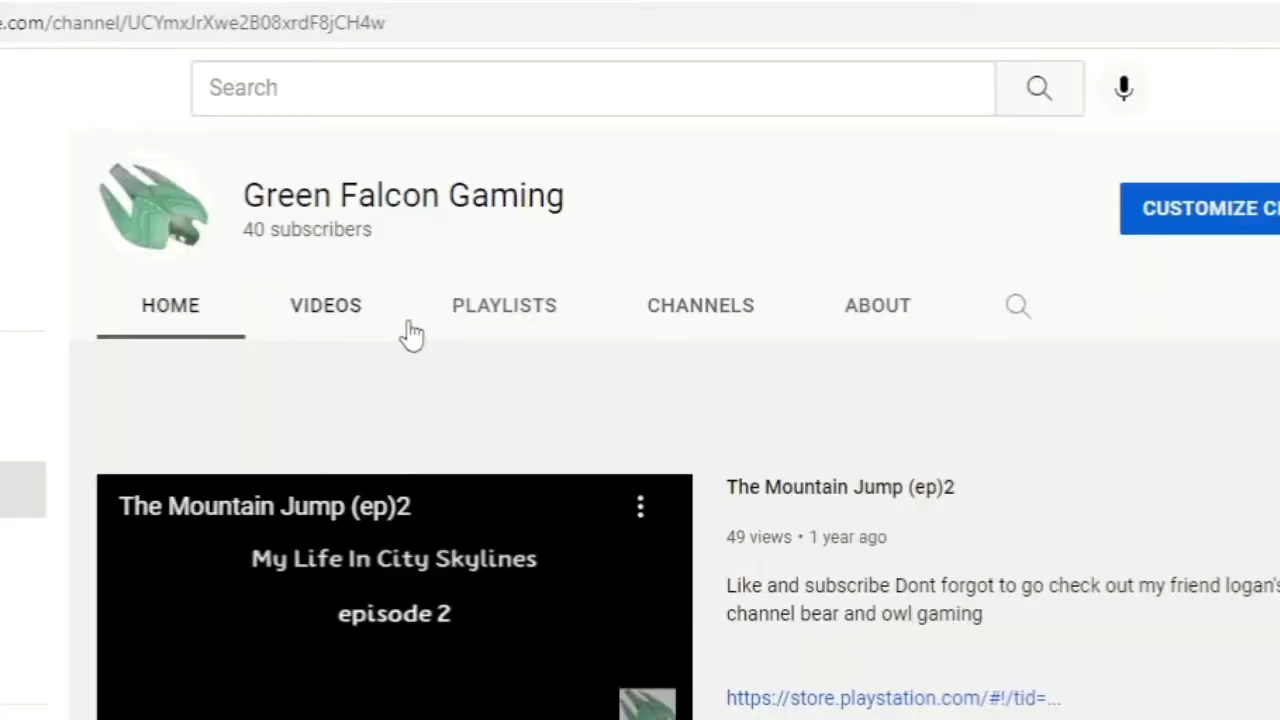 e.com/channel/UCYmxJrXwe2B08xrdF8jCH4w
Search
Green Falcon Gaming
40 subscribers
CUSTOMIZE
HOME VIDEOS PLAYLISTS CHANNELS ABOUT
The Mountain Jump (ep)2
My Life In City Skylines
episode 2
The Mountain Jump (ep)2
49 views • 1 year ago
Like and subscribe Dont forgot to go check out my friend logan's
channel bear and owl gaming
https://store.playstation.com/#!/tid=...